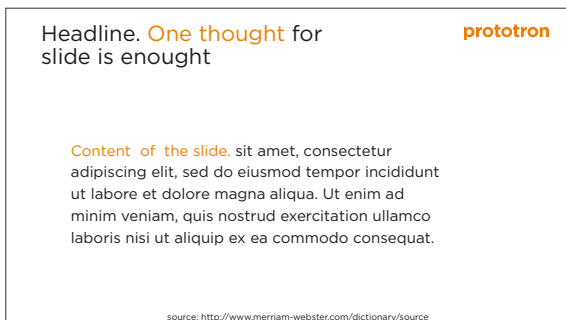 Headline. One thought for
slide is enought
prototron
Content of the slide. sit amet, consectetur
adipiscing elit, sed do eiusmod tempor incididunt
ut labore et dolore magna aliqua. Ut enim ad
minim veniam, quis nostrud exercitation ullamco
laboris nisi ut aliquip ex ea commodo consequat.
source: http://www.merriam-webster.com/dictionary/source